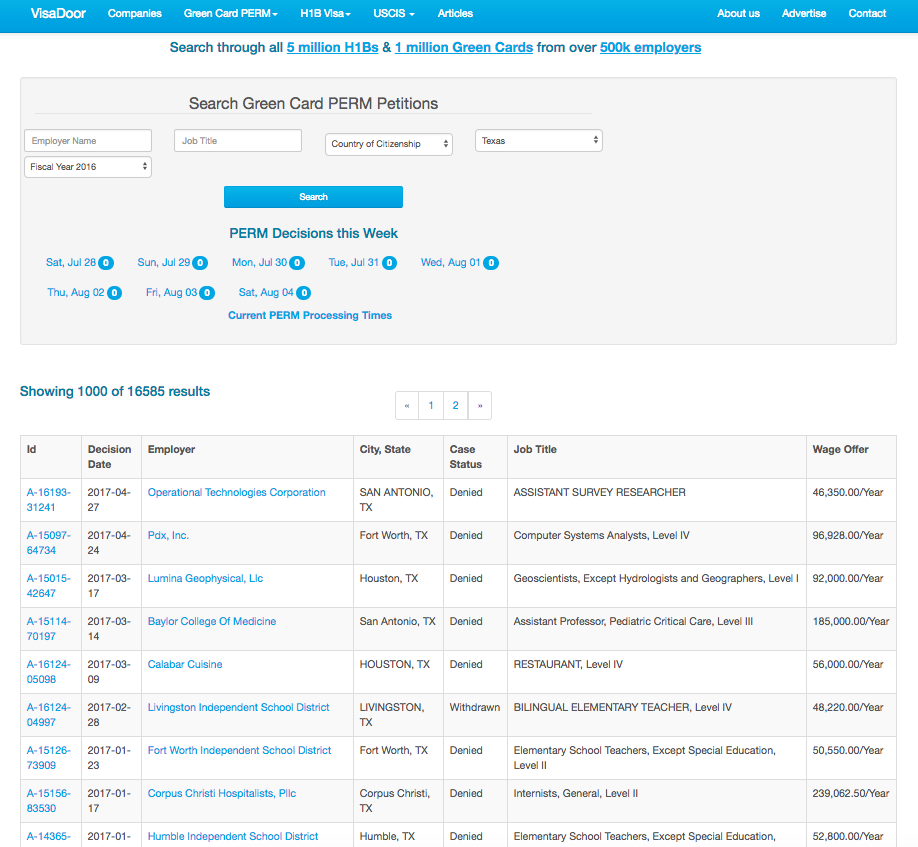 VisaDoor Companies Green Card PERM H1B Visa USCIS Articles About us Advertise Contact
Search through all 5 million H1Bs & 1 million Green Cards from over 500k employers
Search Green Card PERM Petitions
Employer Name Job Title Country of Citizenship Texas
Fiscal Year 2016
Search
PERM Decisions this Week
Sat, Jul 28 0 Sun, Jul 29 0 Mon, Jul 30 0 Tue, Jul 31 0 Wed, Aug 01 0
Thu, Aug 02 0 Fri, Aug 03 0 Sat, Aug 04 0
Current PERM Processing Times
Showing 1000 of 16585 results
« 1 2 »
Id Decision Employer City, State Case Job Title Wage Offer
Date Status
A-16193- 2017-04- Operational Technologies Corporation SAN ANTONIO, Denied ASSISTANT SURVEY RESEARCHER 46,350.00/Year
31241 27 TX
A-15097- 2017-04- Pdx, Inc. Fort Worth, TX Denied Computer Systems Analysts, Level IV 96,928.00/Year
64734 24
A-15015- 2017-03- Lumina Geophysical, Llc Houston, TX Denied Geoscientists, Except Hydrologists and Geographers, Level I 92,000.00/Year
42647 17
A-15114- 2017-03- Baylor College Of Medicine San Antonio, TX Denied Assistant Professor, Pediatric Critical Care, Level III 185,000.00/Year
70197 14
A-16124- 2017-03- Calabar Cuisine HOUSTON, TX Denied RESTAURANT, Level IV 56,000.00/Year
05098 09
A-16124- 2017-02- Livingston Independent School District LIVINGSTON, Withdrawn BILINGUAL ELEMENTARY TEACHER, Level IV 48,220.00/Year
04997 28 TX
A-15126- 2017-01- Fort Worth Independent School District Fort Worth, TX Denied Elementary School Teachers, Except Special Education, 50,550.00/Year
73909 23 Level II
A-15156- 2017-01- Corpus Christi Hospitalists, Pllc Corpus Christi, Denied Internists, General, Level II 239,062.50/Year
83530 17 TX
A-14365- 2017-01- Humble Independent School District Humble, TX Denied Elementary School Teachers, Except Special Education, 52,800.00/Year